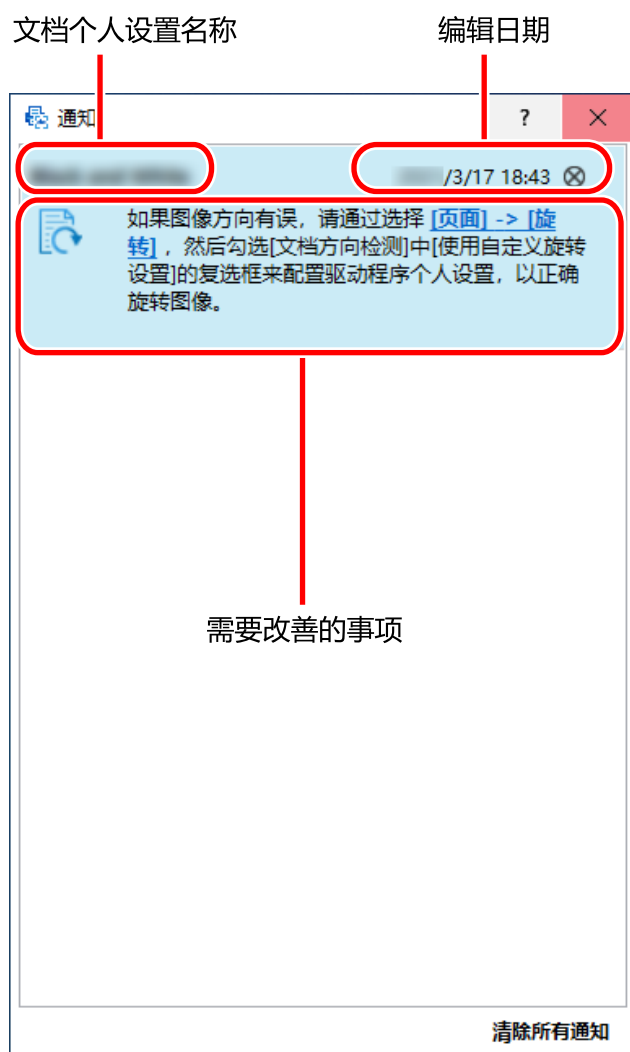 文档个人设置名称
编辑日期
通知
?
/3/17 18:43
如果图像方向有误，请通过选择 [页面] -> [旋
转] ，然后勾选[文档方向检测]中[使用自定义旋转
设置]的复选框来配置驱动程序个人设置，以正确
旋转图像。
需要改善的事项
清除所有通知